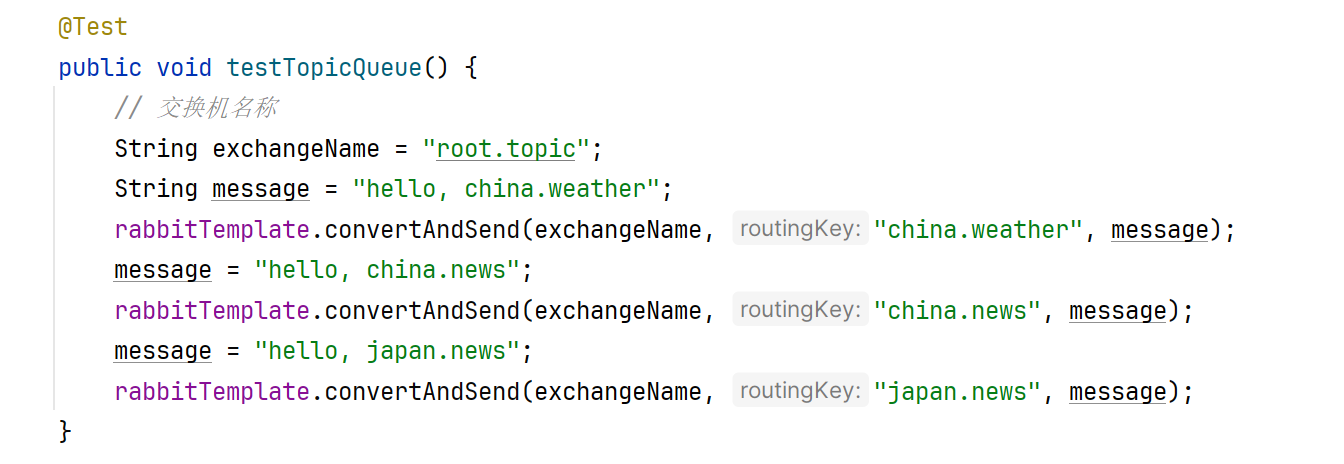 @Test
public void testTopicQueue() {
// 交换机名称
String exchangeName = "root.topic";
String message = "hello, china.weather";
rabbitTemplate.convertAndSend(exchangeName, routingKey: "china.weather", message);
message = "hello, china.news";
rabbitTemplate.convertAndSend(exchangeName, routingKey: "china.news", message);
message = "hello, japan.news";
rabbitTemplate.convertAndSend(exchangeName, routingKey: "japan.news", message);
}